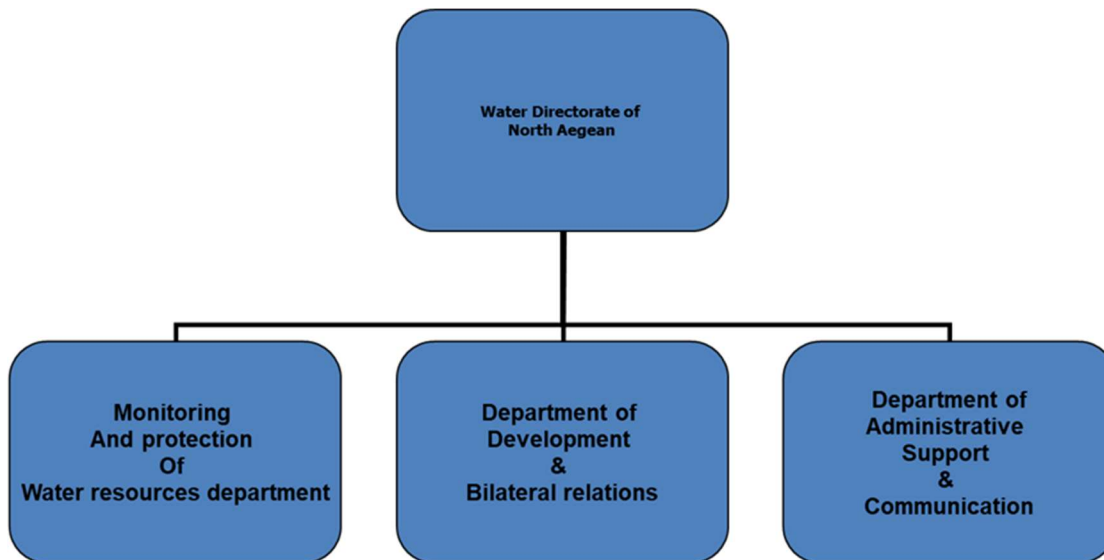 Water Directorate of
North Aegean
Monitoring
And protection
Of
Water resources department
Department of
Development
&
Bilateral relations
Department of
Administrative
Support
&
Communication